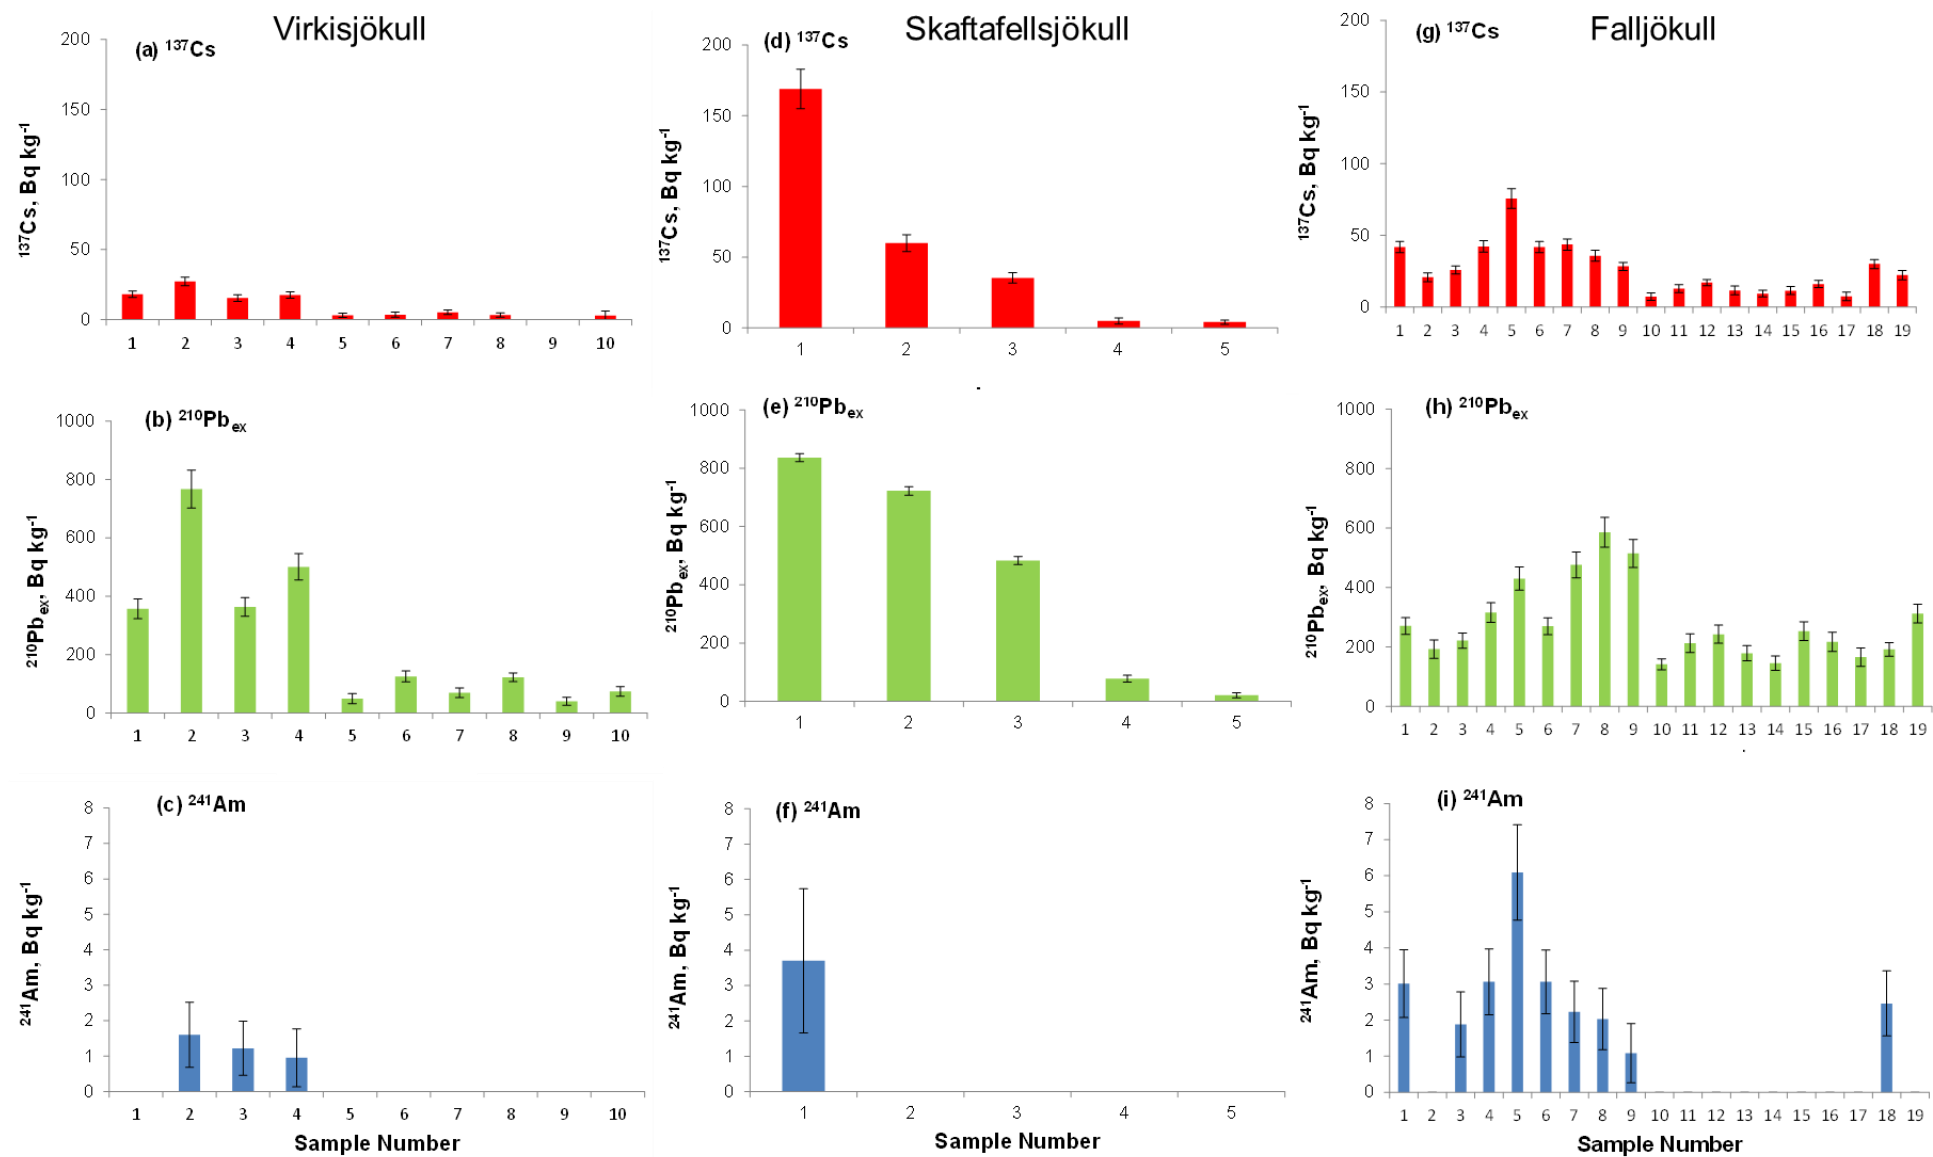 Virkisjökull
(a) ¹³⁷Cs
¹³⁷Cs, Bq kg⁻¹
200
150
100
50
0
1 2 3 4 5 6 7 8 9 10
Skaftafellsjökull
(d) ¹³⁷Cs
¹³⁷Cs, Bq kg⁻¹
200
150
100
50
0
1 2 3 4 5
Falljökull
(g) ¹³⁷Cs
¹³⁷Cs, Bq kg⁻¹
200
150
100
50
0
1 2 3 4 5 6 7 8 9 10 11 12 13 14 15 16 17 18 19
(b) ²¹⁰Pbₑₓ
²¹⁰Pbₑₓ, Bq kg⁻¹
1000
800
600
400
200
0
1 2 3 4 5 6 7 8 9 10
(e) ²¹⁰Pbₑₓ
²¹⁰Pbₑₓ, Bq kg⁻¹
1000
800
600
400
200
0
1 2 3 4 5
(h) ²¹⁰Pbₑₓ
²¹⁰Pbₑₓ, Bq kg⁻¹
1000
800
600
400
200
0
1 2 3 4 5 6 7 8 9 10 11 12 13 14 15 16 17 18 19
(c) ²⁴¹Am
²⁴¹Am, Bq kg⁻¹
8
7
6
5
4
3
2
1
0
1 2 3 4 5 6 7 8 9 10
Sample Number
(f) ²⁴¹Am
²⁴¹Am, Bq kg⁻¹
8
7
6
5
4
3
2
1
0
1 2 3 4 5
Sample Number
(i) ²⁴¹Am
²⁴¹Am, Bq kg⁻¹
8
7
6
5
4
3
2
1
0
1 2 3 4 5 6 7 8 9 10 11 12 13 14 15 16 17 18 19
Sample Number